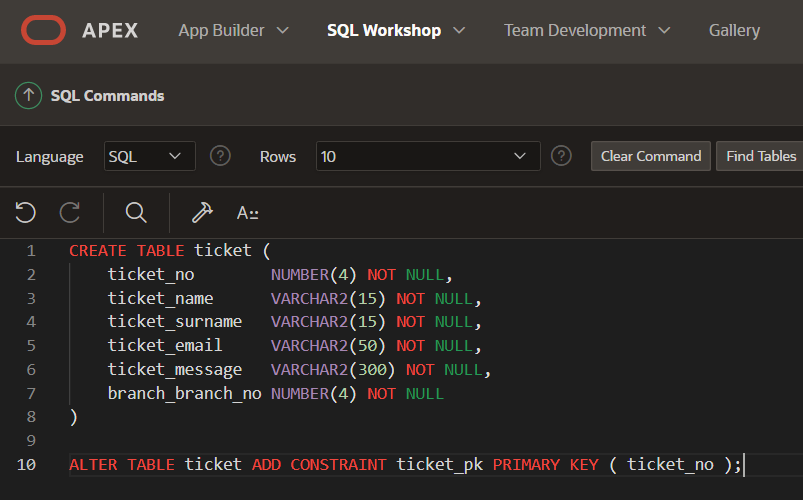 APEX App Builder SQL Workshop Team Development Gallery
SQL Commands
Language SQL ? Rows 10 ? Clear Command Find Tables
A::
1 CREATE TABLE ticket (
2 ticket_no NUMBER(4) NOT NULL,
3 ticket_name VARCHAR2(15) NOT NULL,
4 ticket_surname VARCHAR2(15) NOT NULL,
5 ticket_email VARCHAR2(50) NOT NULL,
6 ticket_message VARCHAR2(300) NOT NULL,
7 branch_branch_no NUMBER(4) NOT NULL
8 )
9
10 ALTER TABLE ticket ADD CONSTRAINT ticket_pk PRIMARY KEY ( ticket_no );